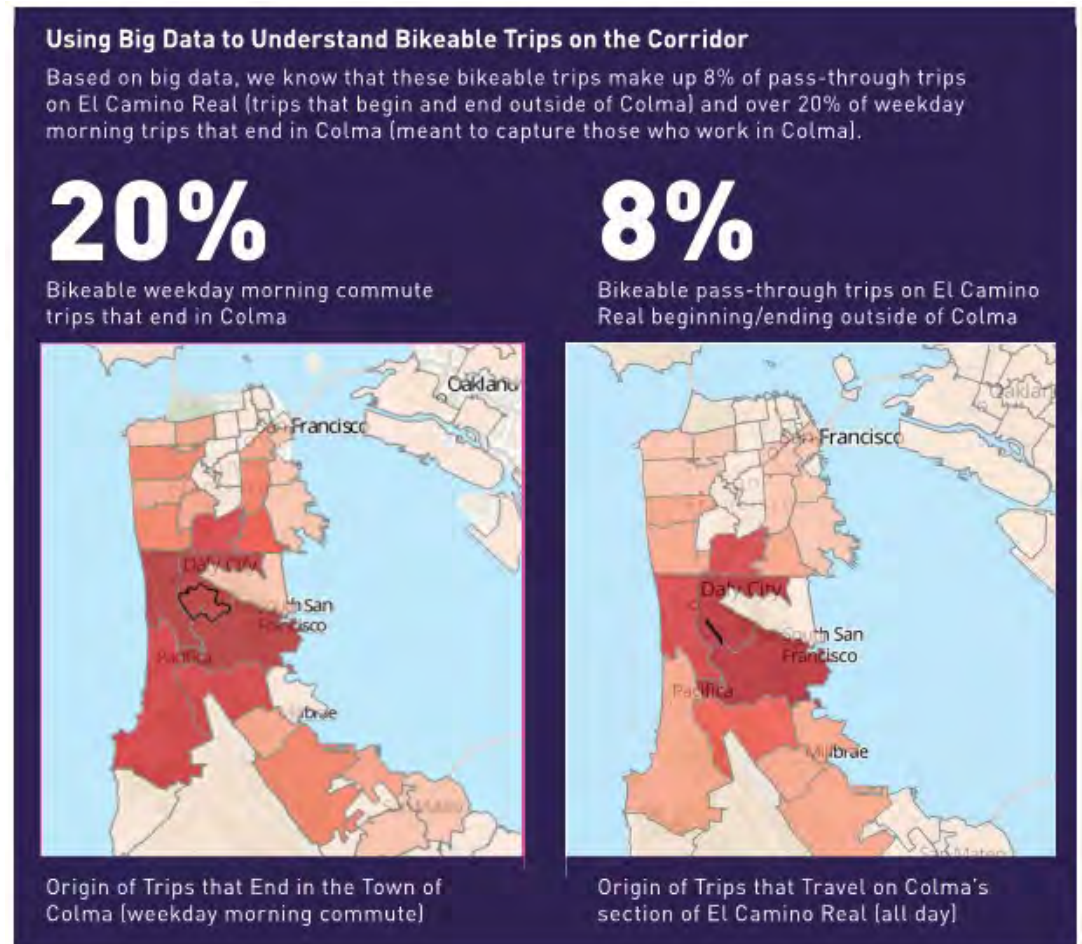 Using Big Data to Understand Bikeable Trips on the Corridor
Based on big data, we know that these bikeable trips make up 8% of pass-through trips
on El Camino Real (trips that begin and end outside of Colma) and over 20% of weekday
morning trips that end in Colma (meant to capture those who work in Colma).
20%
Bikeable weekday morning commute
trips that end in Colma
8%
Bikeable pass-through trips on El Camino
Real beginning/ending outside of Colma
Oakland
San Francisco
Daly City
South San
Francisco
Pacifica
San Mateo
Origin of Trips that End in the Town of
Colma (weekday morning commute)
Oakland
San Francisco
Daly City
South San
Francisco
Pacifica
Millbrae
San Mateo
Origin of Trips that Travel on Colma's
section of El Camino Real (all day)